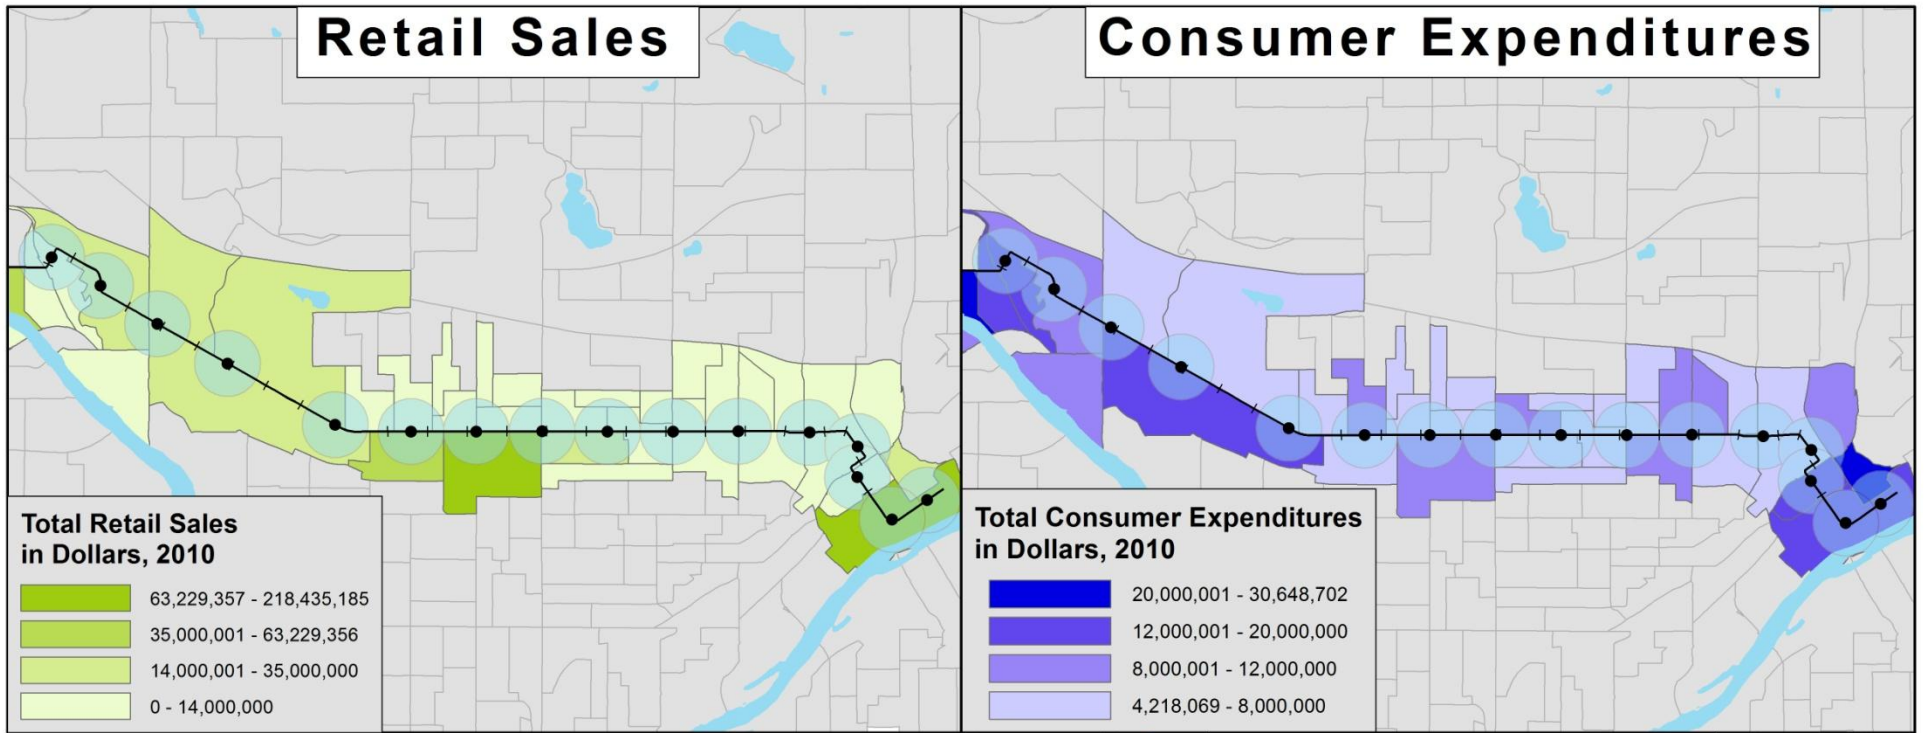 Retail Sales
Total Retail Sales
in Dollars, 2010
63,229,357 - 218,435,185
35,000,001 - 63,229,356
14,000,001 - 35,000,000
0 - 14,000,000
Consumer Expenditures
Total Consumer Expenditures
in Dollars, 2010
20,000,001 - 30,648,702
12,000,001 - 20,000,000
8,000,001 - 12,000,000
4,218,069 - 8,000,000